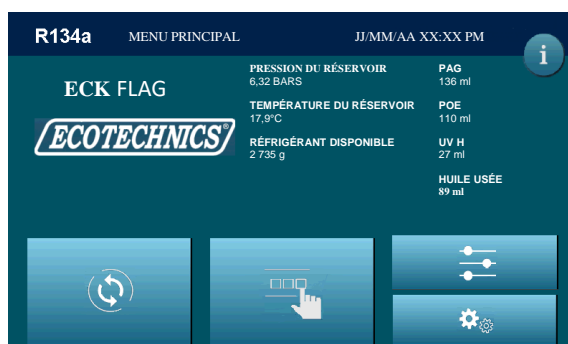 R134a MENU PRINCIPAL JJ/MM/AA XX:XX PM
i
ECK FLAG
ECOTECHNICS®
PRESSION DU RÉSERVOIR
6,32 BARS
TEMPÉRATURE DU RÉSERVOIR
17,9°C
RÉFRIGÉRANT DISPONIBLE
2 735 g
PAG
136 ml
POE
110 ml
UV H
27 ml
HUILE USÉE
89 ml